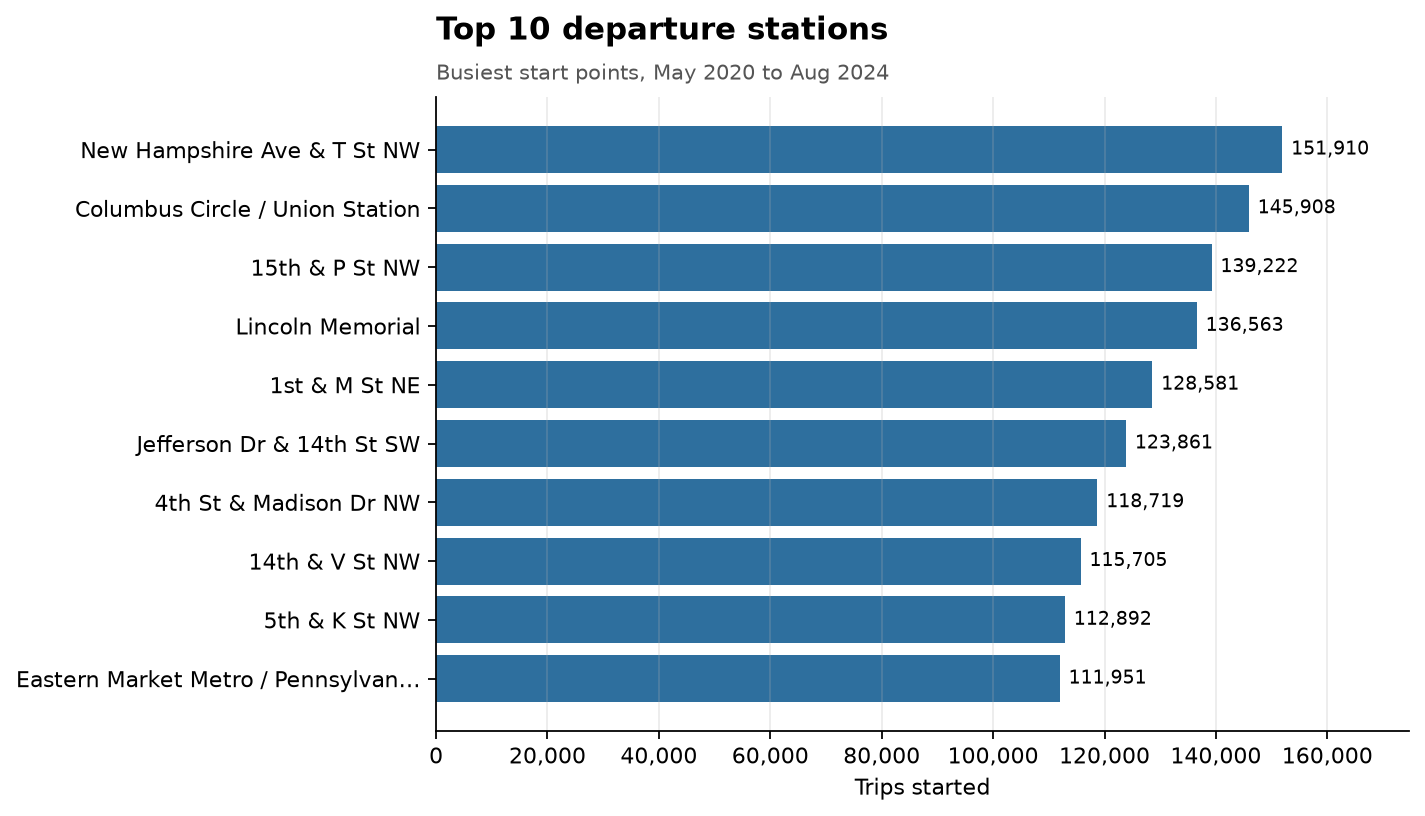 Top 10 departure stations
Busiest start points, May 2020 to Aug 2024
New Hampshire Ave & T St NW 151,910
Columbus Circle / Union Station 145,908
15th & P St NW 139,222
Lincoln Memorial 136,563
1st & M St NE 128,581
Jefferson Dr & 14th St SW 123,861
4th St & Madison Dr NW 118,719
14th & V St NW 115,705
5th & K St NW 112,892
Eastern Market Metro / Pennsylvan... 111,951
0 20,000 40,000 60,000 80,000 100,000 120,000 140,000 160,000
Trips started